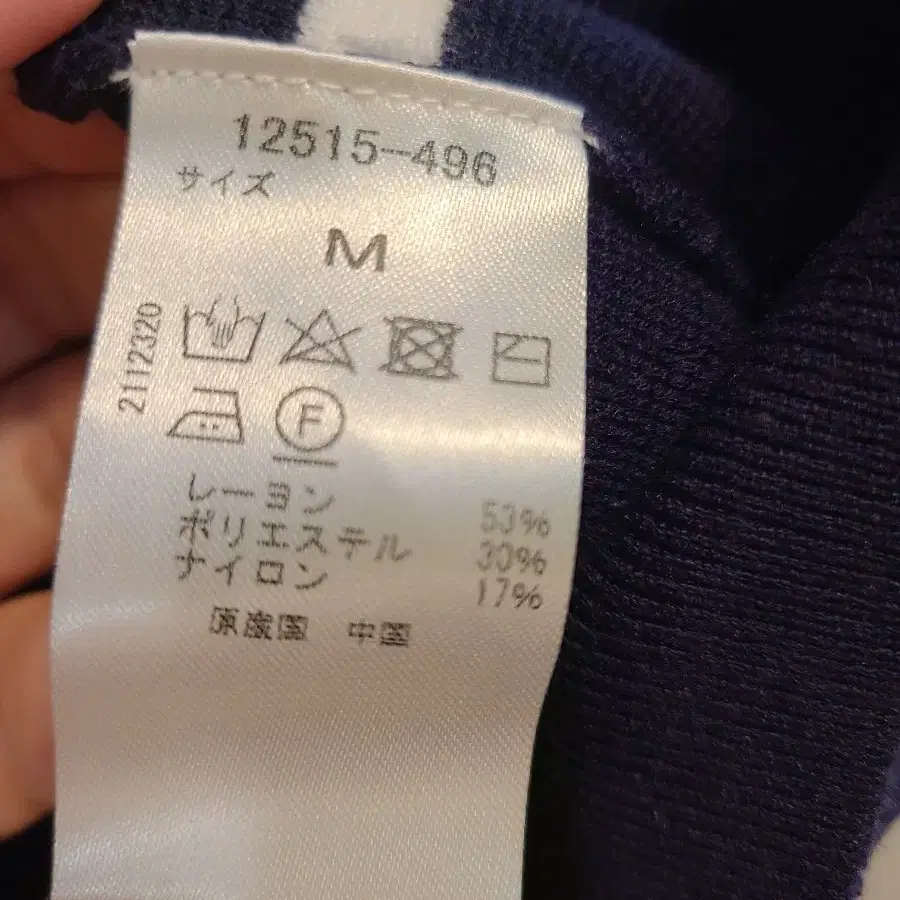 12515-496
サイズ
M
2112320
F
レーヨン 53%
ポリエステル 30%
ナイロン 17%
原産国 中国